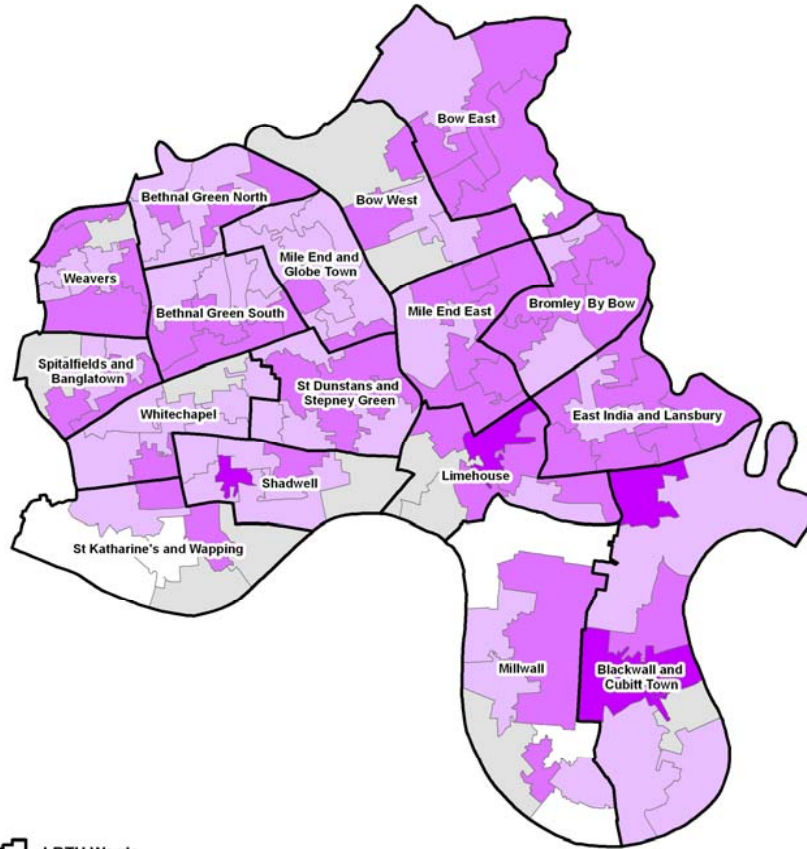 Bow East
Bethnal Green North
Bow West
Mile End and
Globe Town
Weavers
Bromley By Bow
Bethnal Green South
Mile End East
Spitalfields and
Banglatown
St Dunstans and
Stepney Green
Whitechapel
East India and Lansbury
Limehouse
Shadwell
St Katharine's and Wapping
Millwall
Blackwall and
Cubitt Town